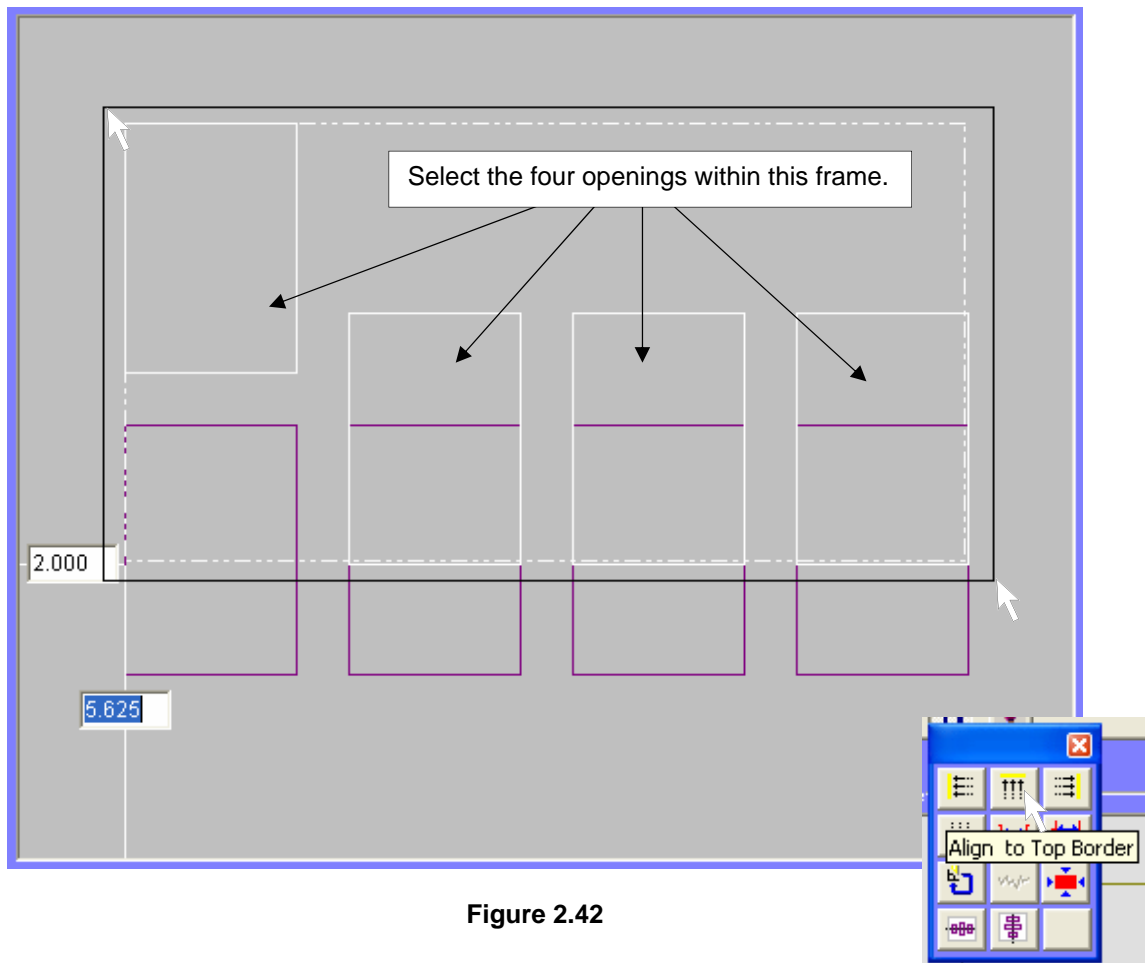 Select the four openings within this frame.
2.000
5.625
Align to Top Border
Figure 2.42